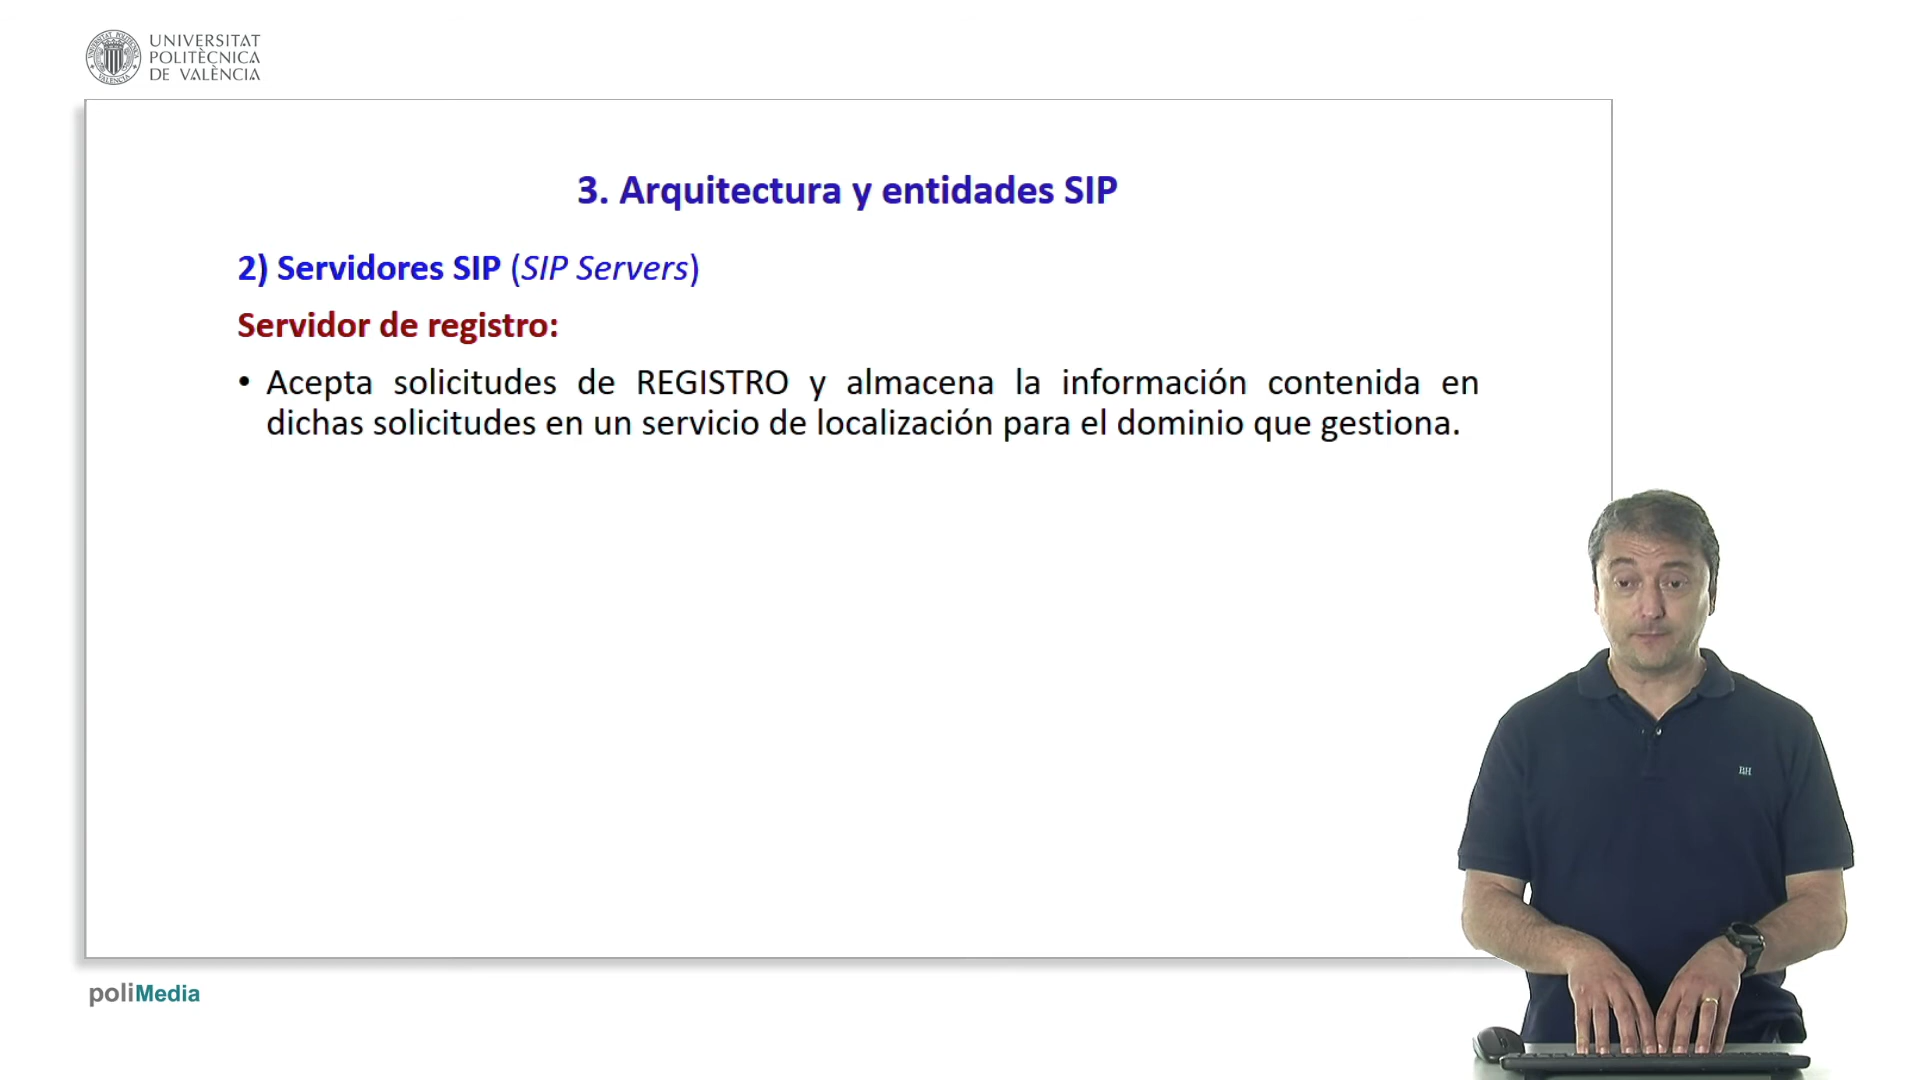 UNIVERSITAT
POLITÈCNICA
DE VALÈNCIA
3. Arquitectura y entidades SIP
2) Servidores SIP (SIP Servers)
Servidor de registro:
• Acepta solicitudes de REGISTRO y almacena la información contenida en
dichas solicitudes en un servicio de localización para el dominio que gestiona.
poliMedia